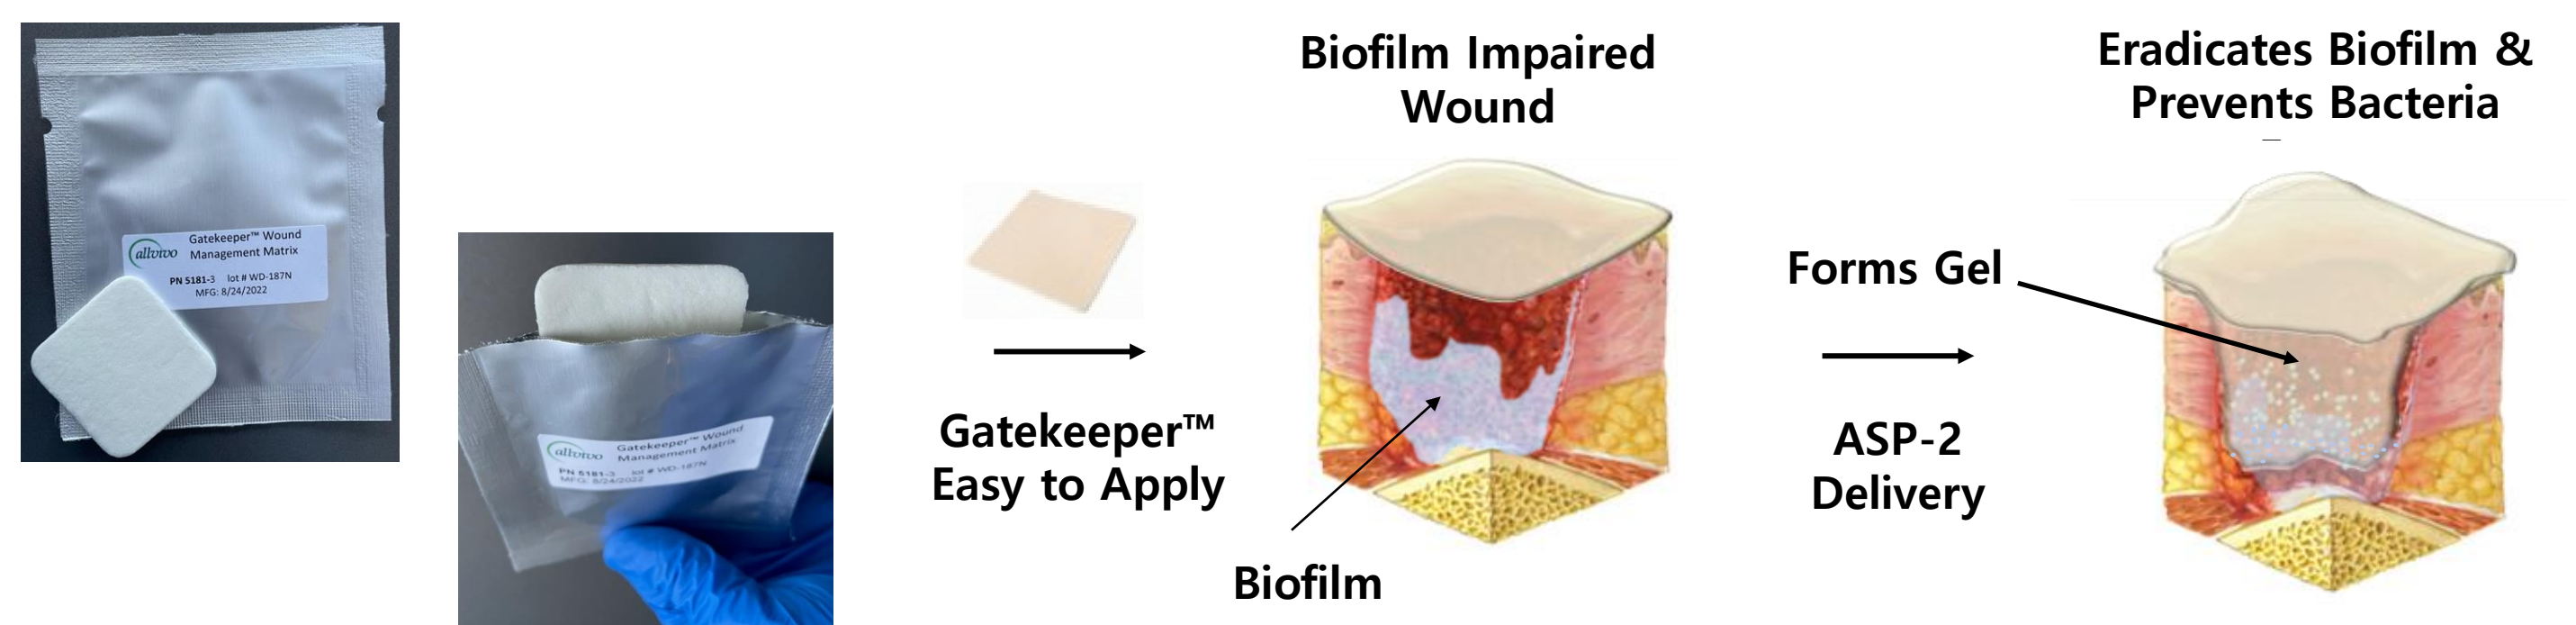 allvivo
Gatekeeper™ Wound
Management Matrix
PN 5181-3 lot # WD-187N
MFG: 8/24/2022
allvivo
Gatekeeper™ Wound
Management Matrix
PN 5181-3 lot # WD-187N
MFG: 8/24/2022
Gatekeeper™
Easy to Apply
Biofilm Impaired
Wound
Biofilm
Forms Gel
ASP-2
Delivery
Eradicates Biofilm &
Prevents Bacteria